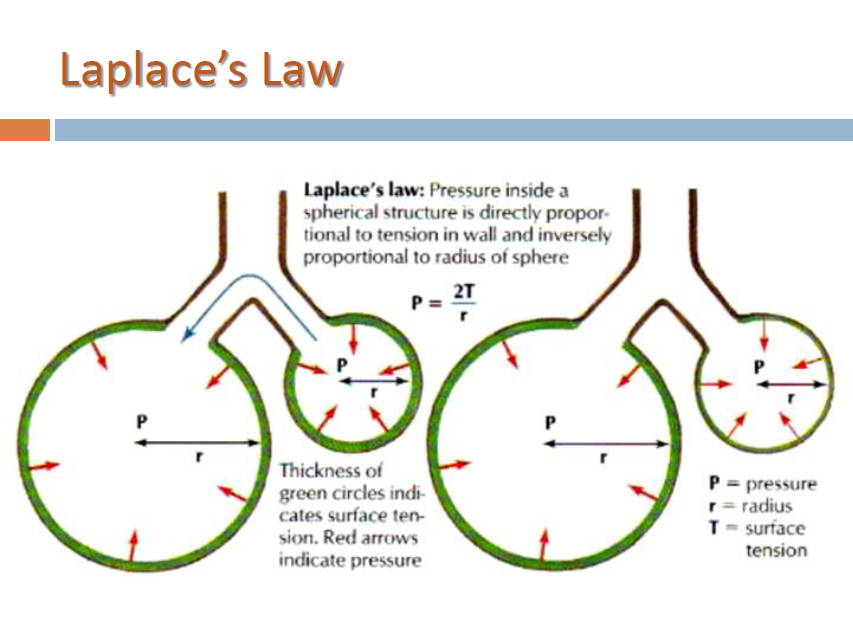 Laplace's Law
Laplace's law: Pressure inside a
spherical structure is directly propor-
tional to tension in wall and inversely
proportional to radius of sphere
P = 2T
r
P
r
P
r
Thickness of
green circles indi-
cates surface ten-
sion. Red arrows
indicate pressure
P
r
P
r
P = pressure
r = radius
T = surface
tension